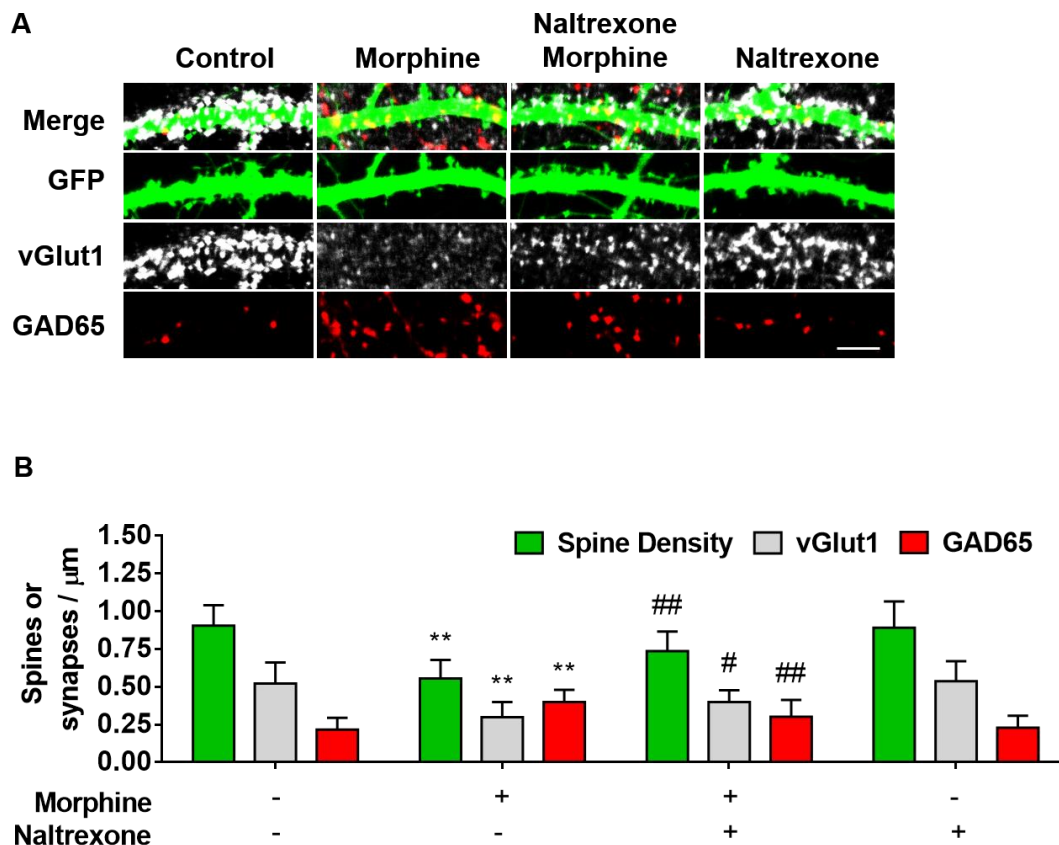 A
Control Morphine Naltrexone Morphine Naltrexone
Merge
GFP
vGlut1
GAD65
B
Spines or
synapses / μm
1.50
1.25
1.00
0.75
0.50
0.25
0.00
Spine Density vGlut1 GAD65
** ** **
## # ##
Morphine - + + -
Naltrexone - - + +